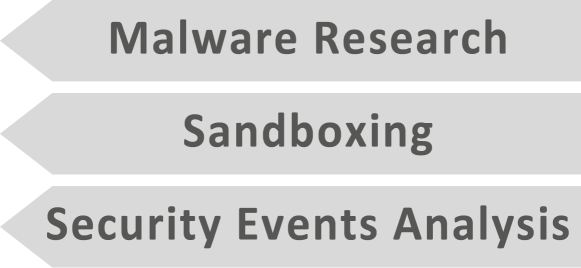 Malware Research
Sandboxing
Security Events Analysis